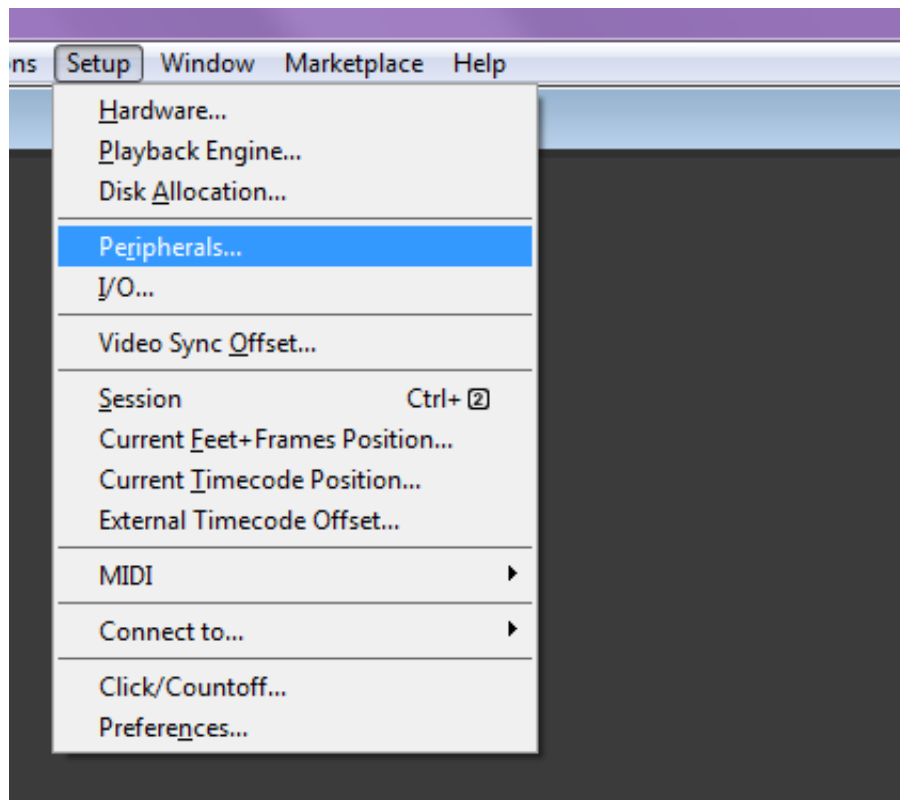 ns Setup Window Marketplace Help
Hardware...
Playback Engine...
Disk Allocation...
Peripherals...
I/O...
Video Sync Offset...
Session Ctrl+ 2
Current Feet+Frames Position...
Current Timecode Position...
External Timecode Offset...
MIDI
Connect to...
Click/Countoff...
Preferences...